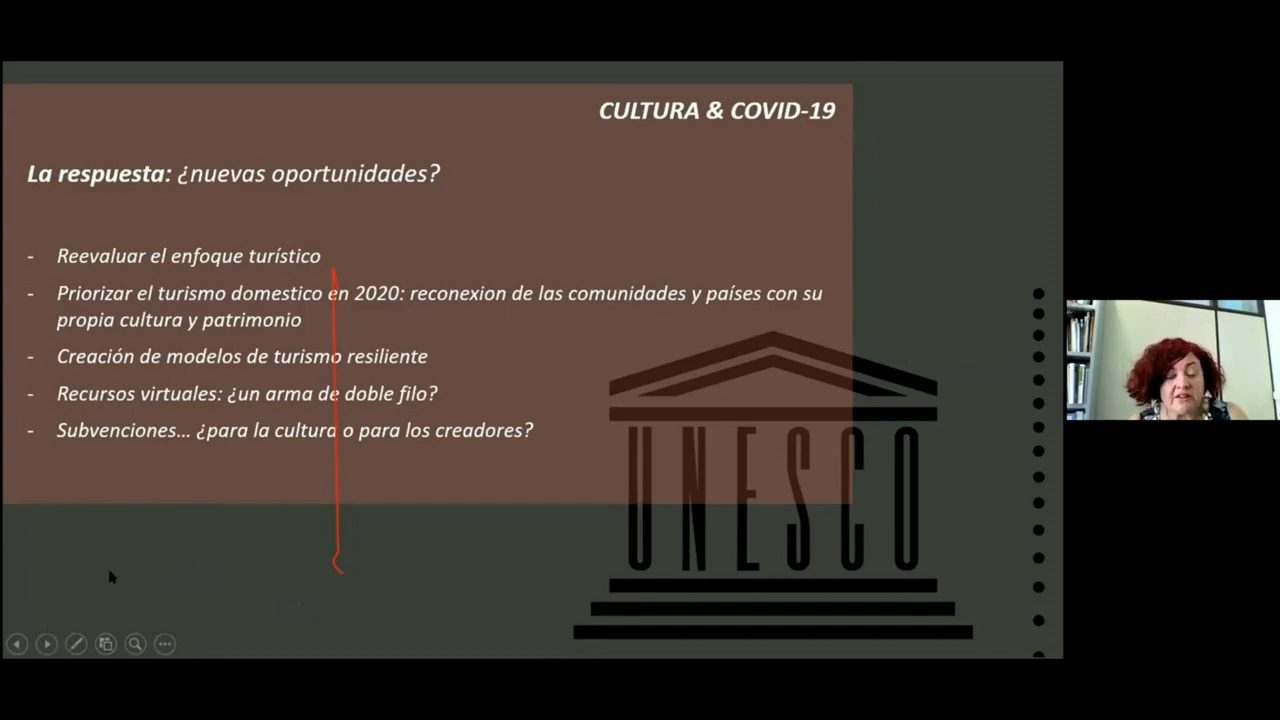 CULTURA & COVID-19
La respuesta: ¿nuevas oportunidades?
- Reevaluar el enfoque turístico
- Priorizar el turismo domestico en 2020: reconexion de las comunidades y países con su
propia cultura y patrimonio
- Creación de modelos de turismo resiliente
- Recursos virtuales: ¿un arma de doble filo?
- Subvenciones... ¿para la cultura o para los creadores?
UNESCO